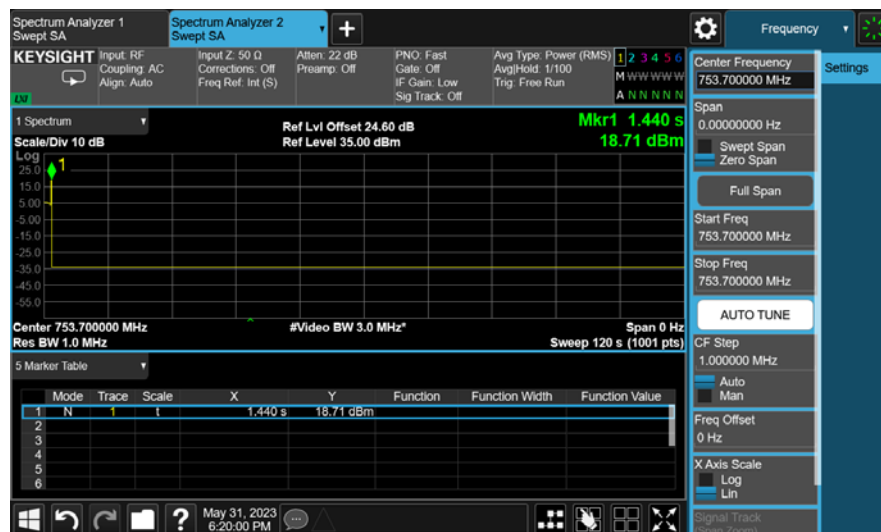 Spectrum Analyzer 1
Swept SA
Spectrum Analyzer 2
Swept SA
Frequency
KEYSIGHT
Input: RF
Coupling: AC
Align: Auto
Input Z: 50 Ω
Corrections: Off
Freq Ref: Int (S)
Atten: 22 dB
Preamp: Off
PNO: Fast
Gate: Off
IF Gain: Low
Sig Track: Off
Avg Type: Power (RMS)
Avg|Hold: 1/100
Trig: Free Run
1 2 3 4 5 6
M W W W W W
A N N N N N
LXI
1 Spectrum
Scale/Div 10 dB
Ref Lvl Offset 24.60 dB
Ref Level 35.00 dBm
Mkr1 1.440 s
18.71 dBm
Log
1
25.0
15.0
5.00
-5.00
-15.0
-25.0
-35.0
-45.0
-55.0
Center 753.700000 MHz
Res BW 1.0 MHz
#Video BW 3.0 MHz*
Span 0 Hz
Sweep 120 s (1001 pts)
5 Marker Table
Mode Trace Scale X Y Function Function Width Function Value
1 N 1 t 1.440 s 18.71 dBm
2
3
4
5
6
May 31, 2023
6:20:00 PM
Center Frequency
753.700000 MHz
Settings
Span
0.00000000 Hz
Swept Span
Zero Span
Full Span
Start Freq
753.700000 MHz
Stop Freq
753.700000 MHz
AUTO TUNE
CF Step
1.000000 MHz
Auto
Man
Freq Offset
0 Hz
X Axis Scale
Log
Lin
Signal Track
(Span Zoom)